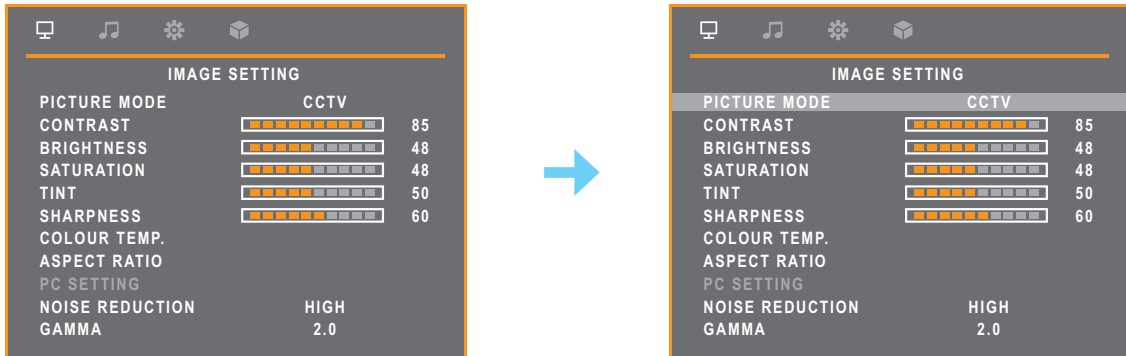 IMAGE SETTING
PICTURE MODE CCTV
CONTRAST 85
BRIGHTNESS 48
SATURATION 48
TINT 50
SHARPNESS 60
COLOUR TEMP.
ASPECT RATIO
PC SETTING
NOISE REDUCTION HIGH
GAMMA 2.0
IMAGE SETTING
PICTURE MODE CCTV
CONTRAST 85
BRIGHTNESS 48
SATURATION 48
TINT 50
SHARPNESS 60
COLOUR TEMP.
ASPECT RATIO
PC SETTING
NOISE REDUCTION HIGH
GAMMA 2.0